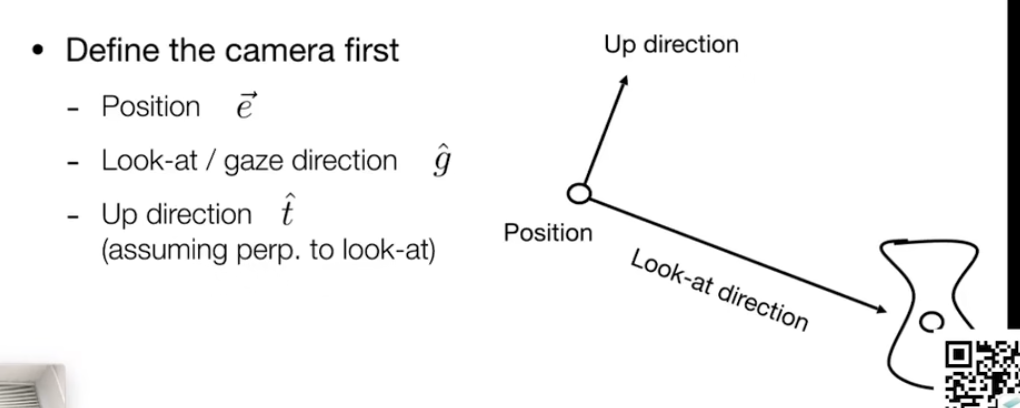 • Define the camera first
- Position $\vec{e}$
- Look-at / gaze direction $\hat{g}$
- Up direction $\hat{t}$
(assuming perp. to look-at)
Up direction
Position
Look-at direction